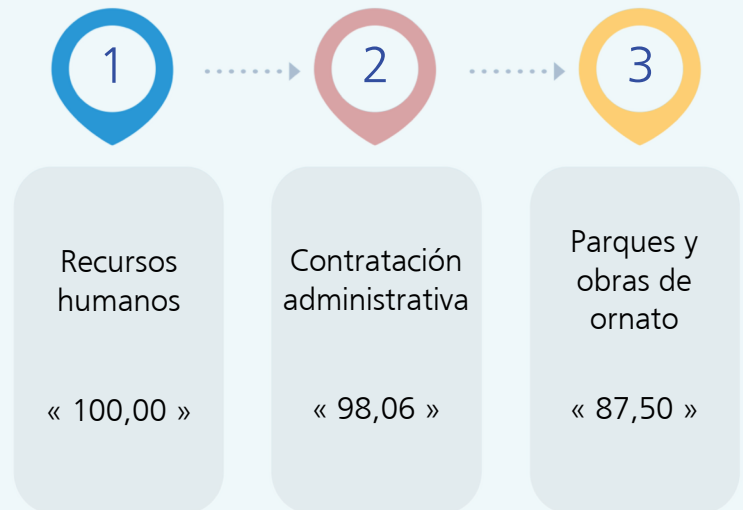 1
2
3
Recursos
humanos
« 100,00 »
Contratación
administrativa
« 98,06 »
Parques y
obras de
ornato
« 87,50 »